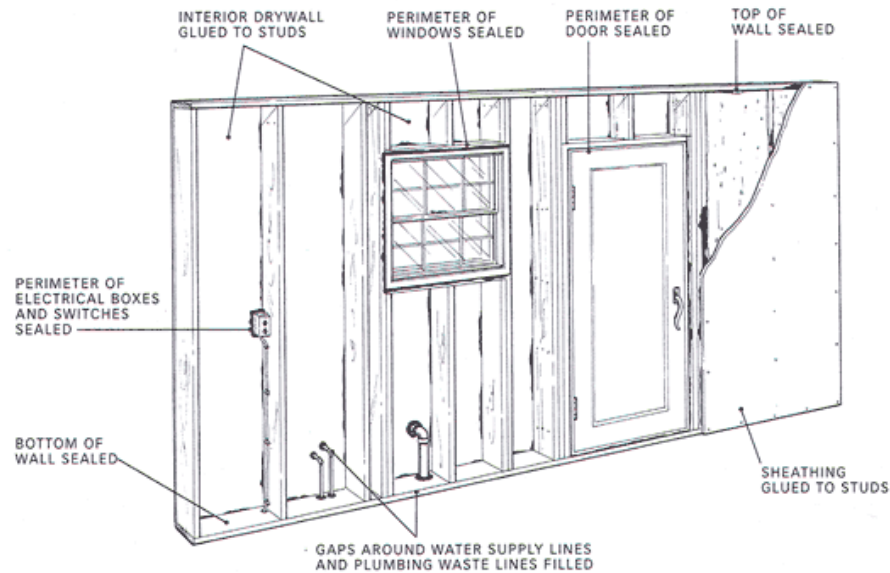 INTERIOR DRYWALL
GLUED TO STUDS
PERIMETER OF
WINDOWS SEALED
PERIMETER OF
DOOR SEALED
TOP OF
WALL SEALED
PERIMETER OF
ELECTRICAL BOXES
AND SWITCHES
SEALED
BOTTOM OF
WALL SEALED
SHEATHING
GLUED TO STUDS
GAPS AROUND WATER SUPPLY LINES
AND PLUMBING WASTE LINES FILLED